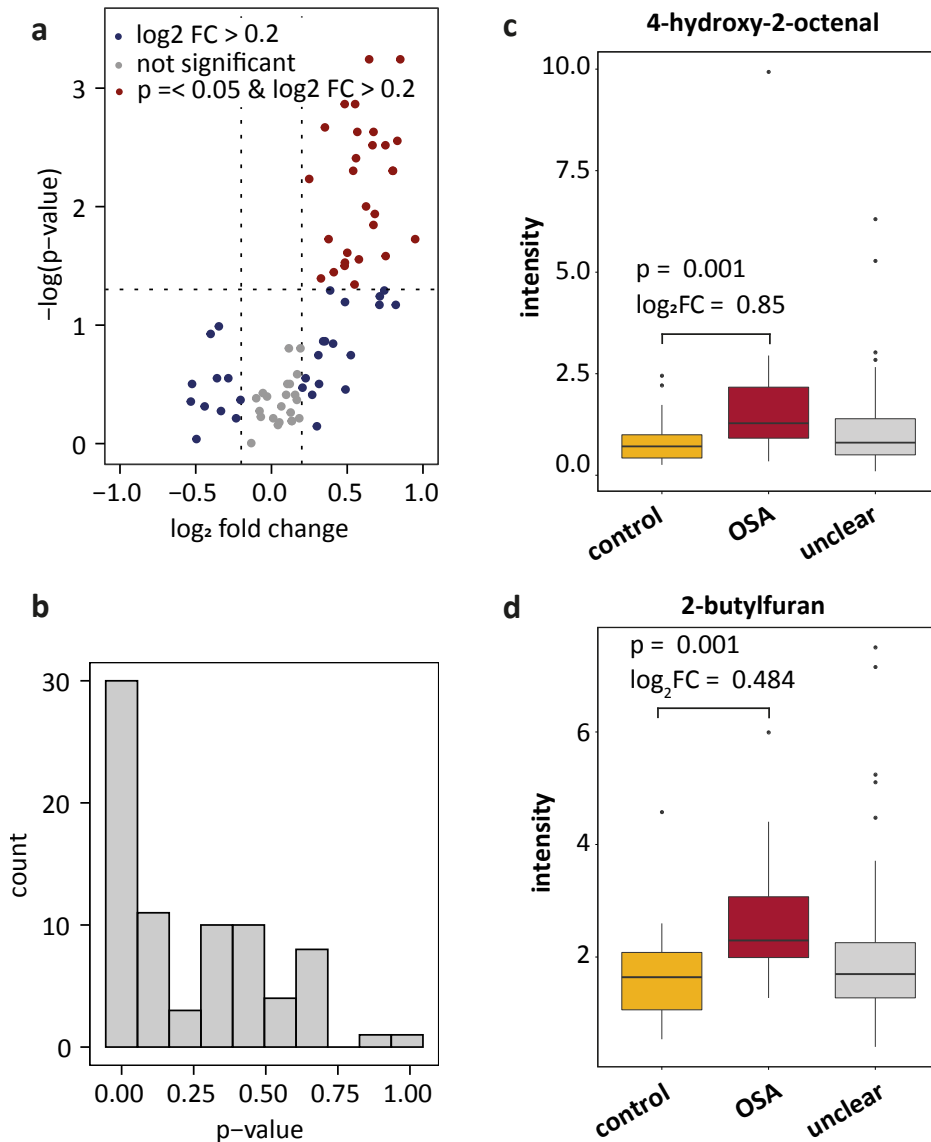 a
log2 FC > 0.2
not significant
p =< 0.05 & log2 FC > 0.2
3
2
1
0
−log(p−value)
−1.0 −0.5 0.0 0.5 1.0
log₂ fold change
b
30
20
10
0
count
0.00 0.25 0.50 0.75 1.00
p−value
c
4-hydroxy-2-octenal
10.0
7.5
5.0
2.5
0.0
intensity
p = 0.001
log₂FC = 0.85
control OSA unclear
d
2-butylfuran
p = 0.001
log₂FC = 0.484
6
4
2
intensity
control OSA unclear